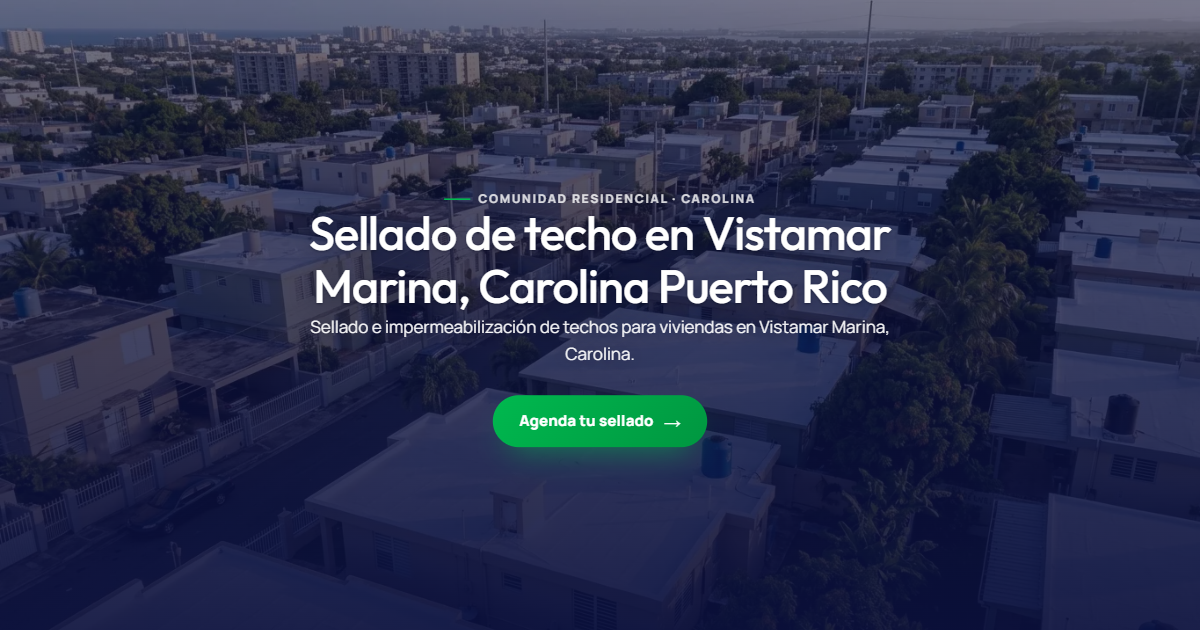 COMUNIDAD RESIDENCIAL · CAROLINA
Sellado de techo en Vistamar
Marina, Carolina Puerto Rico
Sellado e impermeabilización de techos para viviendas en Vistamar Marina,
Carolina.
Agenda tu sellado →